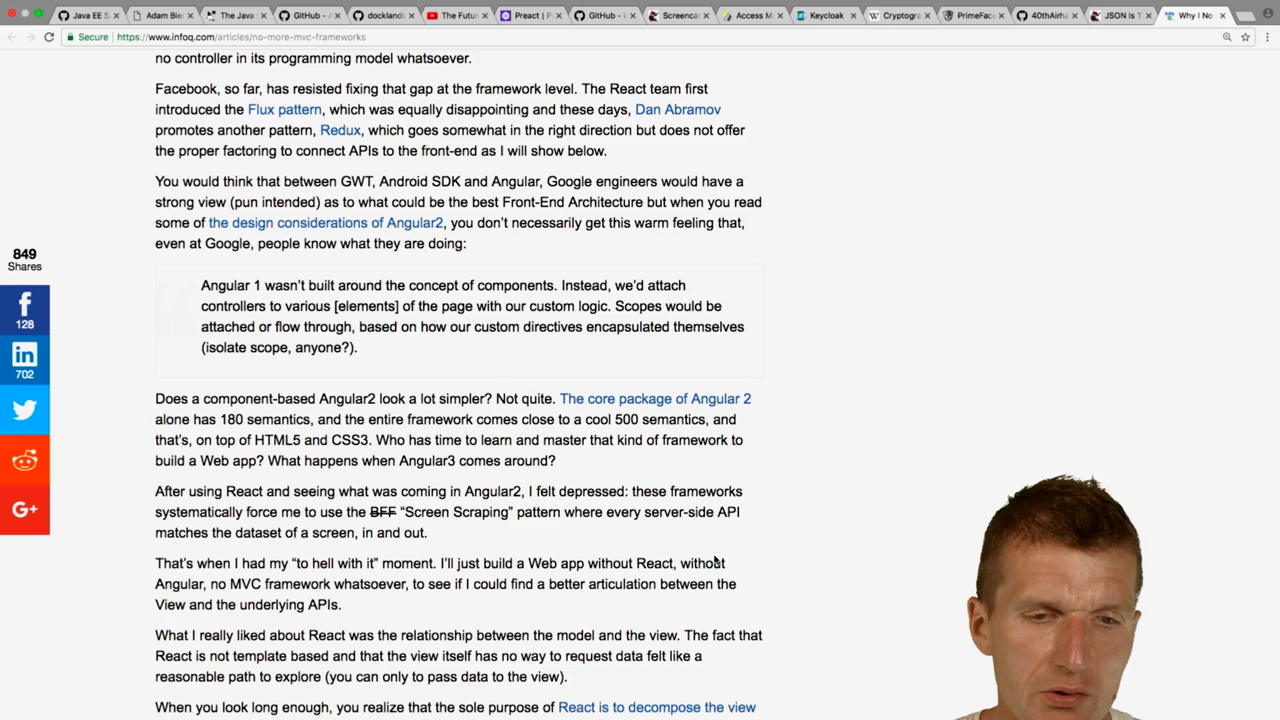 Java EE S
Adam Bie
The Java
GitHub - A
dockland
The Futur
Preact | P
GitHub - i
Screenca
Access M
Keycloak
Cryptogra
PrimeFac
40thAirha
JSON is T
Why I No
Secure
https://www.infoq.com/articles/no-more-mvc-frameworks
no controller in its programming model whatsoever.
Facebook, so far, has resisted fixing that gap at the framework level. The React team first
introduced the Flux pattern, which was equally disappointing and these days, Dan Abramov
promotes another pattern, Redux, which goes somewhat in the right direction but does not offer
the proper factoring to connect APIs to the front-end as I will show below.
You would think that between GWT, Android SDK and Angular, Google engineers would have a
strong view (pun intended) as to what could be the best Front-End Architecture but when you read
some of the design considerations of Angular2, you don't necessarily get this warm feeling that,
even at Google, people know what they are doing:
849
Shares
f
128
in
702
G+
Angular 1 wasn't built around the concept of components. Instead, we'd attach
controllers to various [elements] of the page with our custom logic. Scopes would be
attached or flow through, based on how our custom directives encapsulated themselves
(isolate scope, anyone?).
Does a component-based Angular2 look a lot simpler? Not quite. The core package of Angular 2
alone has 180 semantics, and the entire framework comes close to a cool 500 semantics, and
that's, on top of HTML5 and CSS3. Who has time to learn and master that kind of framework to
build a Web app? What happens when Angular3 comes around?
After using React and seeing what was coming in Angular2, I felt depressed: these frameworks
systematically force me to use the BFF “Screen Scraping” pattern where every server-side API
matches the dataset of a screen, in and out.
That's when I had my “to hell with it” moment. I'll just build a Web app without React, without
Angular, no MVC framework whatsoever, to see if I could find a better articulation between the
View and the underlying APIs.
What I really liked about React was the relationship between the model and the view. The fact that
React is not template based and that the view itself has no way to request data felt like a
reasonable path to explore (you can only to pass data to the view).
When you look long enough, you realize that the sole purpose of React is to decompose the view